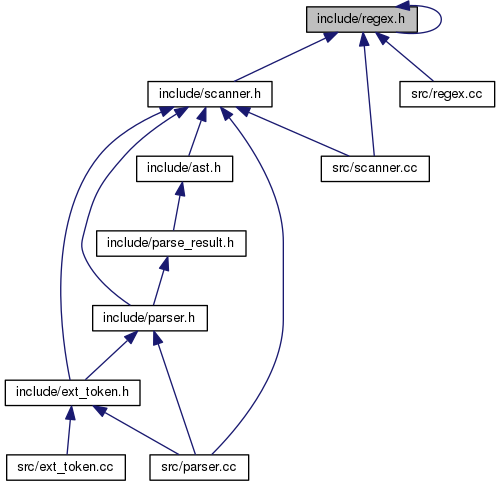 include/regex.h
include/scanner.h
src/regex.cc
include/ast.h
src/scanner.cc
include/parse_result.h
include/parser.h
include/ext_token.h
src/ext_token.cc
src/parser.cc